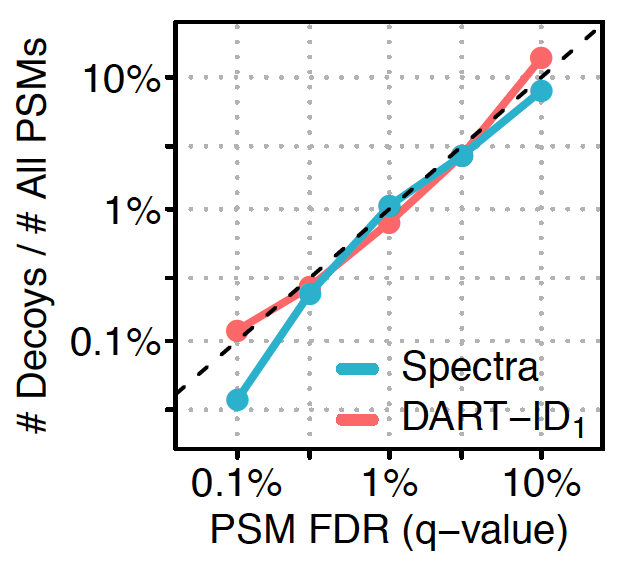 # Decoys / # All PSMs
10%
1%
0.1%
Spectra
DART−ID₁
0.1% 1% 10%
PSM FDR (q−value)